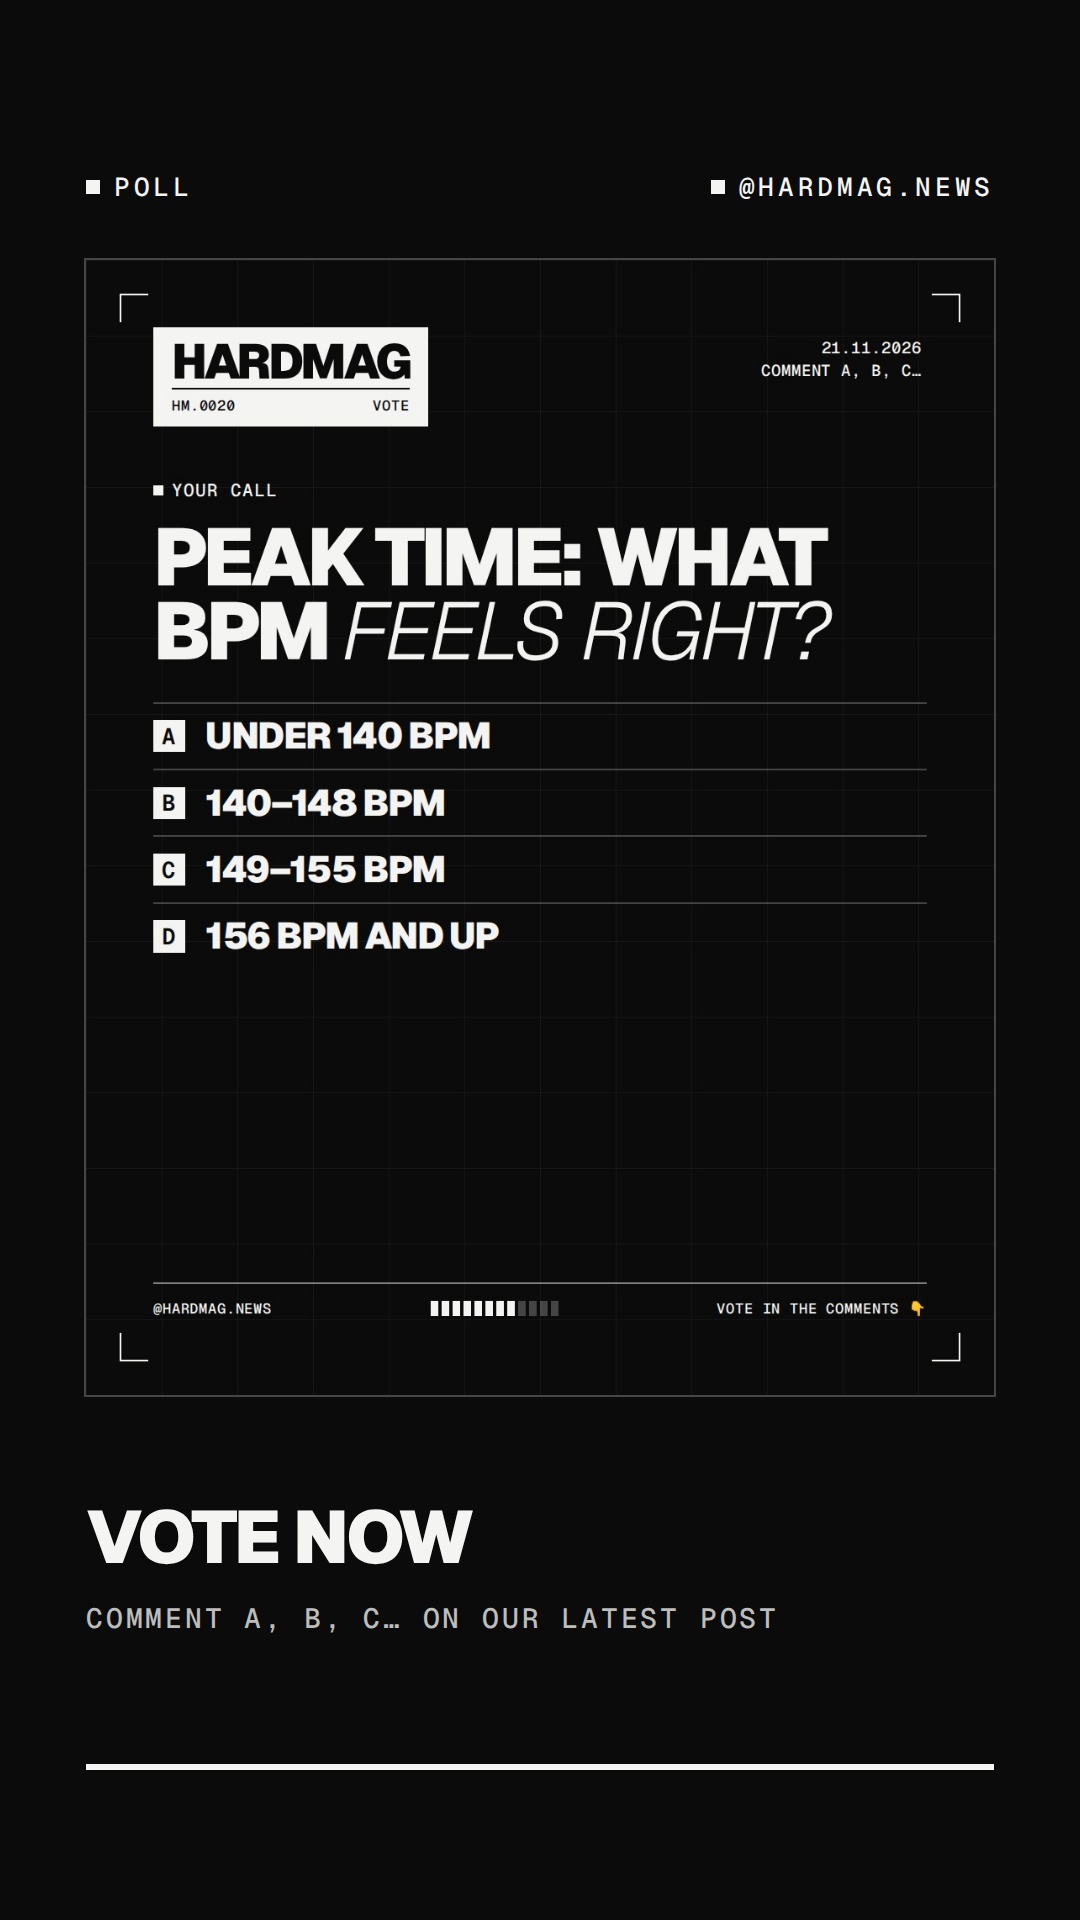 POLL
@HARDMAG.NEWS
HARDMAG
HM.0020 VOTE
21.11.2026
COMMENT A, B, C…
YOUR CALL
PEAK TIME: WHAT
BPM FEELS RIGHT?
A UNDER 140 BPM
B 140–148 BPM
C 149–155 BPM
D 156 BPM AND UP
@HARDMAG.NEWS
VOTE IN THE COMMENTS 👇
VOTE NOW
COMMENT A, B, C… ON OUR LATEST POST